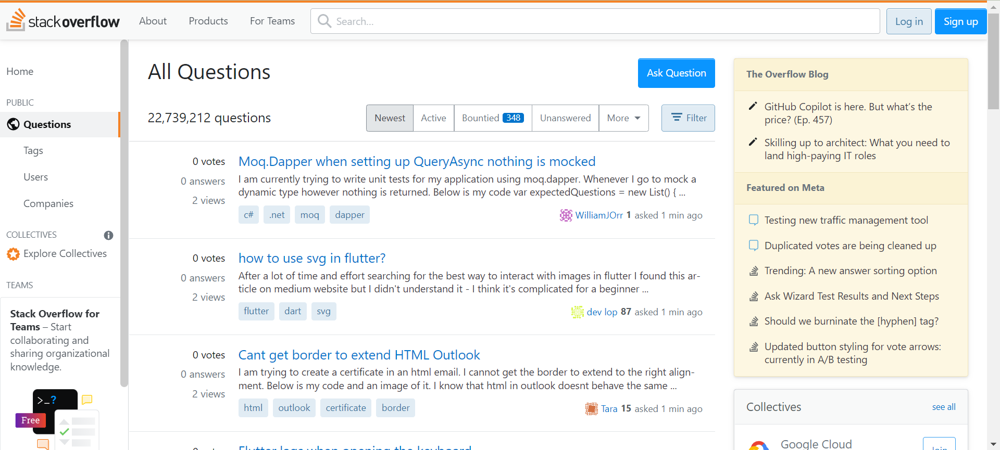 stackoverflow
About
Products
For Teams
Search...
Log in
Sign up
Home
PUBLIC
Questions
Tags
Users
Companies
COLLECTIVES
Explore Collectives
TEAMS
Stack Overflow for
Teams – Start
collaborating and
sharing organizational
knowledge.
>_?
Free
All Questions
Ask Question
22,739,212 questions
Newest
Active
Bountied 348
Unanswered
More
Filter
0 votes
0 answers
2 views
Moq.Dapper when setting up QueryAsync nothing is mocked
I am currently trying to write unit tests for my application using moq.dapper. Whenever I go to mock a
dynamic type however nothing is returned. Below is my code var expectedQuestions = new List() { ...
c# .net moq dapper
WilliamJOrr 1 asked 1 min ago
0 votes
0 answers
2 views
how to use svg in flutter?
After a lot of time and effort searching for the best way to interact with images in flutter I found this ar-
ticle on medium website but I didn't understand it - I think it's complicated for a beginner ...
flutter dart svg
dev lop 87 asked 1 min ago
0 votes
0 answers
2 views
Cant get border to extend HTML Outlook
I am trying to create a certificate in an html email. I cannot get the border to extend to the right align-
ment. Below is my code and an image of it. I know that html in outlook doesnt behave the same ...
html outlook certificate border
Tara 15 asked 1 min ago
0 votes
Flutter lags when opening the keyboard
The Overflow Blog
GitHub Copilot is here. But what’s the
price? (Ep. 457)
Skilling up to architect: What you need to
land high-paying IT roles
Featured on Meta
Testing new traffic management tool
Duplicated votes are being cleaned up
Trending: A new answer sorting option
Ask Wizard Test Results and Next Steps
Should we burninate the [hyphen] tag?
Updated button styling for vote arrows:
currently in A/B testing
Collectives
see all
Google Cloud
Join